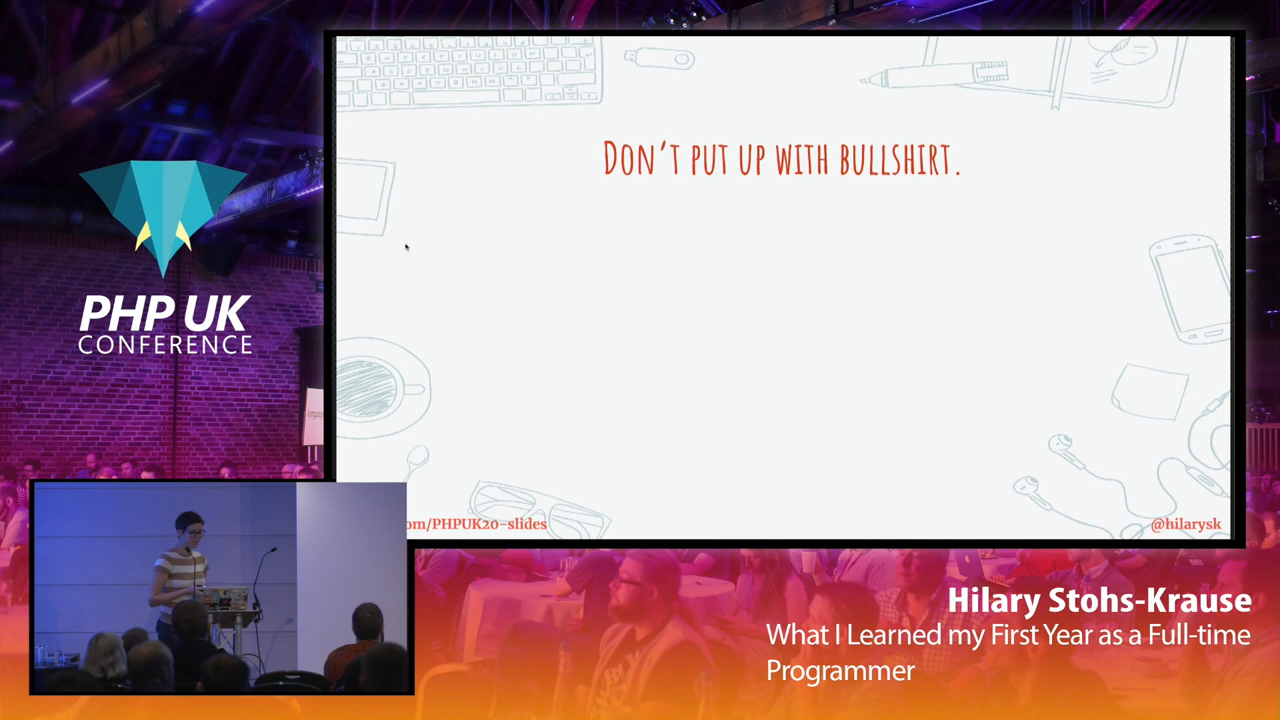 DON'T PUT UP WITH BULLSHIRT.
PHP UK
CONFERENCE
om/PHPUK20-slides
@hilarysk
Hilary Stohs-Krause
What I Learned my First Year as a Full-time
Programmer